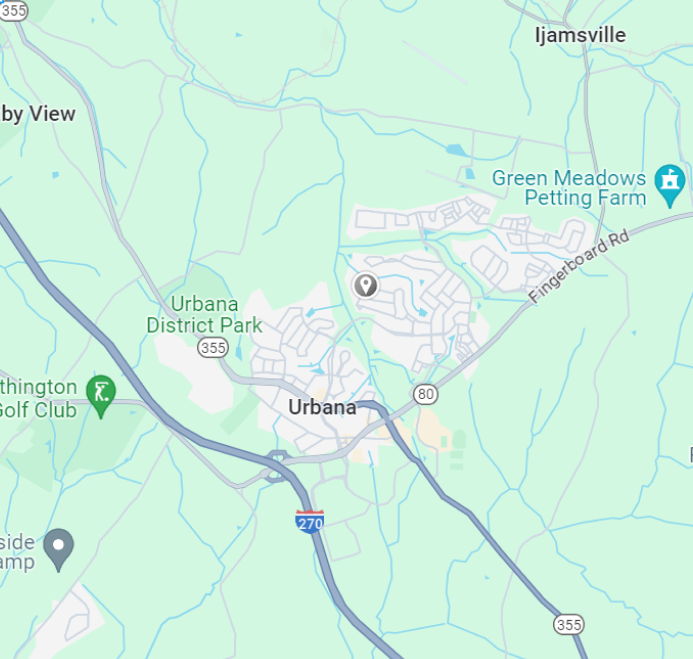 355
Ijamsville
by View
Green Meadows
Petting Farm
Fingerboard Rd
Urbana
District Park
355
thington
Golf Club
80
Urbana
270
side
amp
355